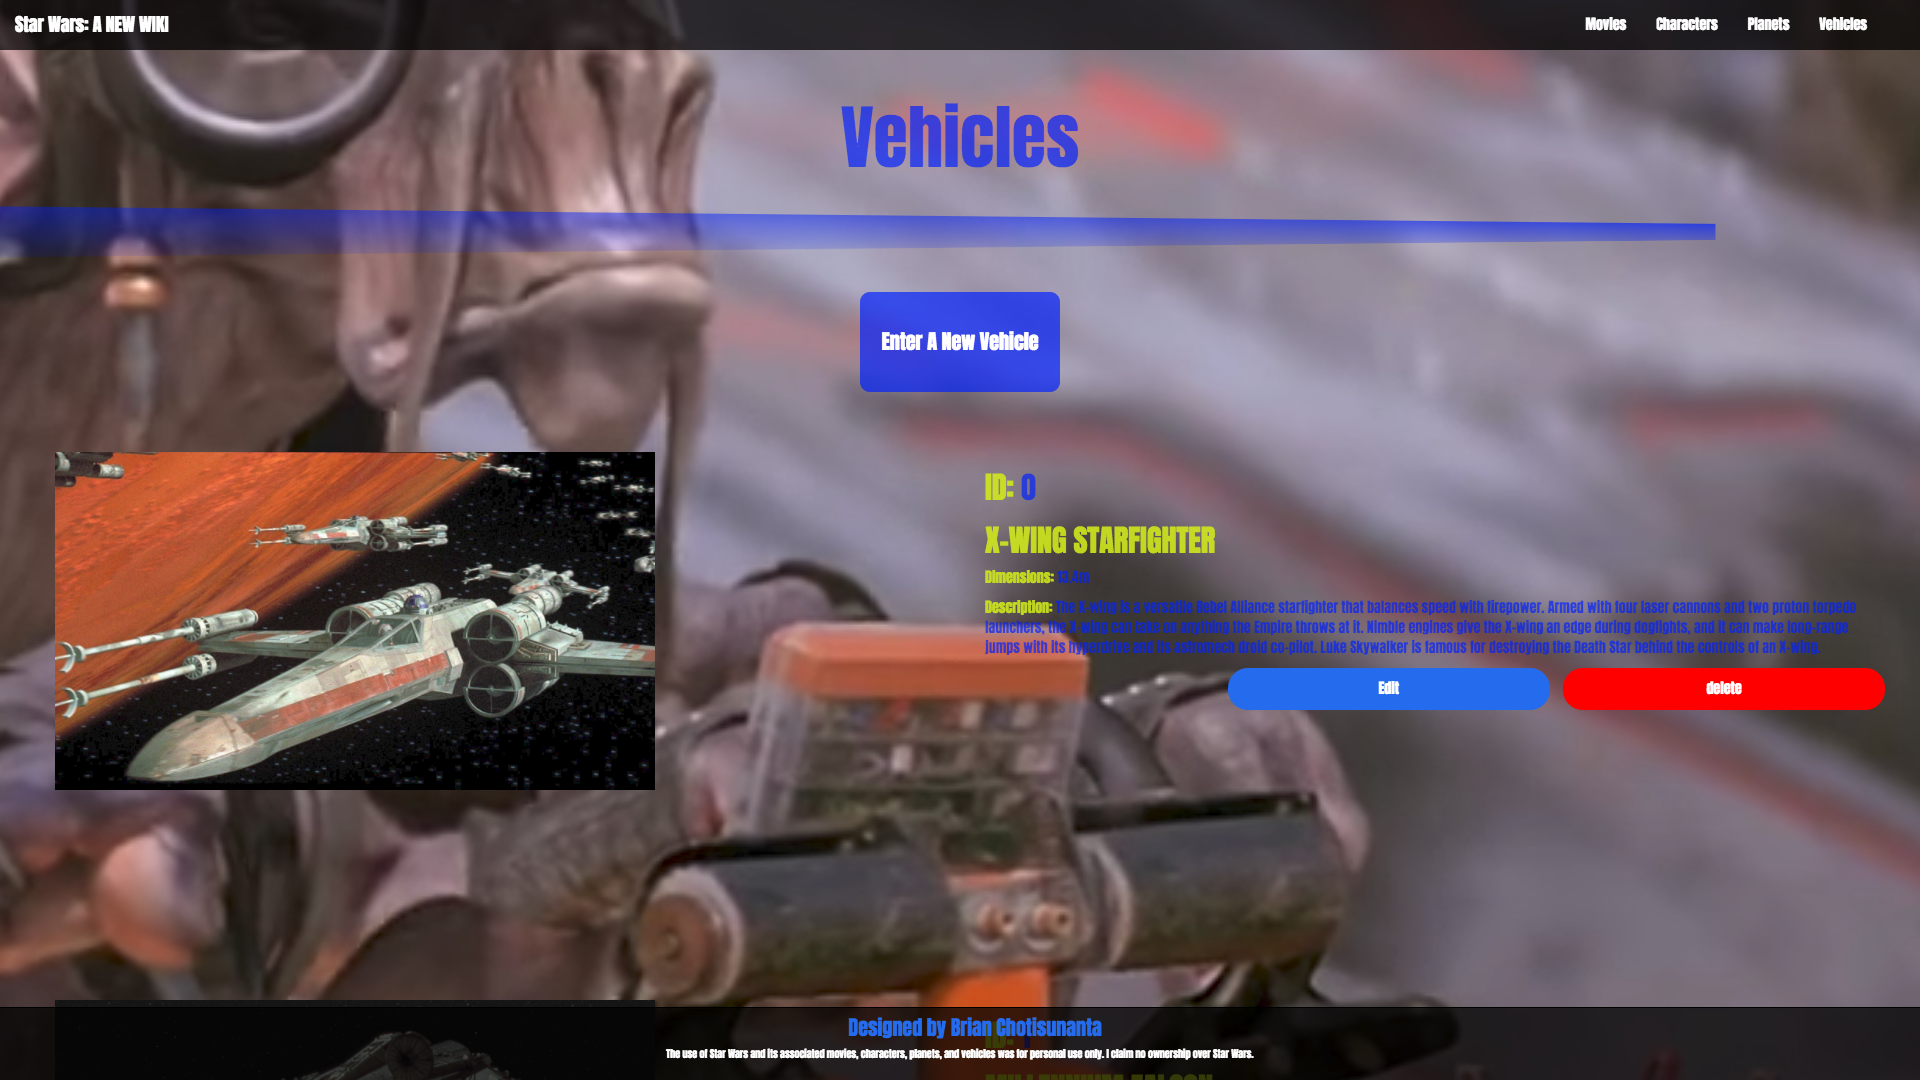 Star Wars: A NEW WIKI
Movies
Characters
Planets
Vehicles
Vehicles
Enter A New Vehicle
ID: 0
X-WING STARFIGHTER
Dimensions: 13.4m
Description: The X-wing is a versatile Rebel Alliance starfighter that balances speed with firepower. Armed with four laser cannons and two proton torpedo
launchers, the X-wing can take on anything the Empire throws at it. Nimble engines give the X-wing an edge during dogfights, and it can make long-range
jumps with its hyperdrive and its astromech droid co-pilot. Luke Skywalker is famous for destroying the Death Star behind the controls of an X-wing.
Edit
delete
Designed by Brian Chotisunanta
ID: 1
The use of Star Wars and its associated movies, characters, planets, and vehicles was for personal use only. I claim no ownership over Star Wars.
MILLENNIUM FALCON